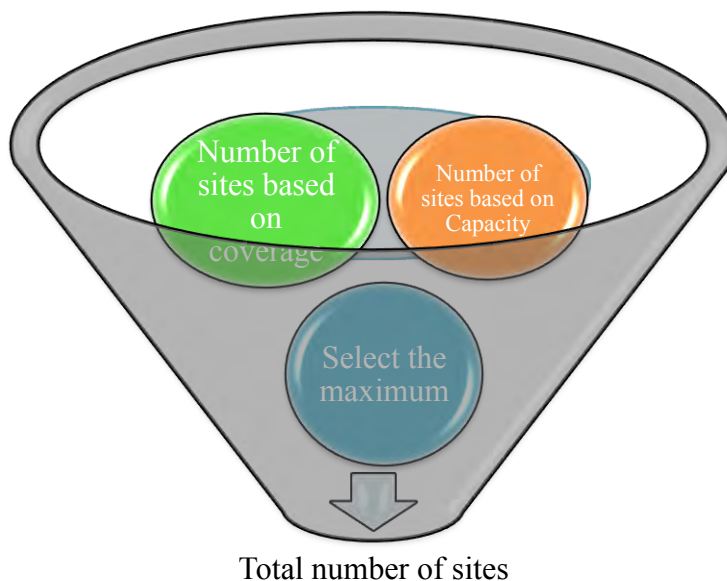 Number of
sites based
on
coverage
Number of
sites based on
Capacity
Select the
maximum
Total number of sites